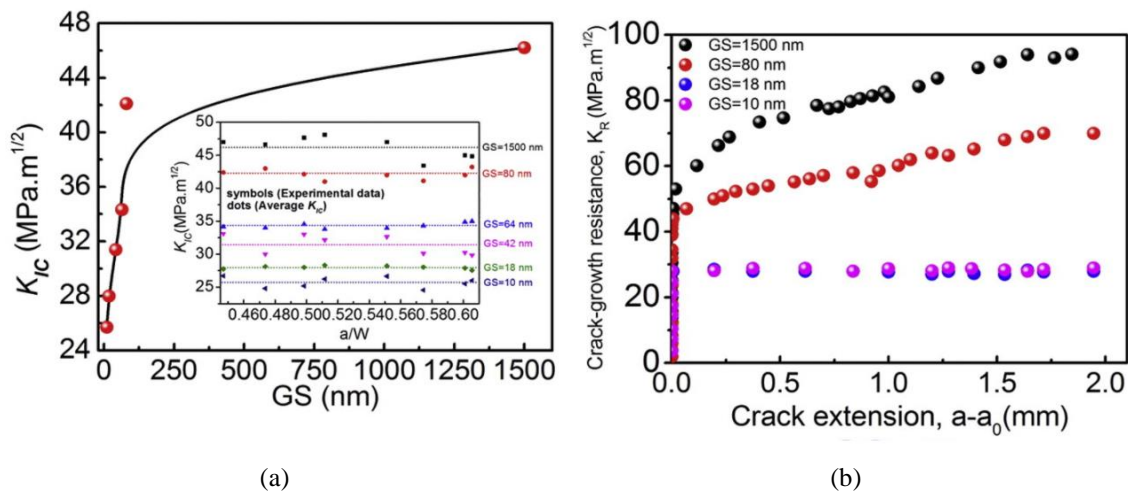 (a)
K_IC (MPa.m^1/2)
48
44
40
36
32
28
24
0 250 500 750 1000 1250 1500
GS (nm)
K_IC (MPa.m^1/2)
50
45
40
35
30
25
0.460 0.480 0.500 0.520 0.540 0.560 0.580 0.60
a/W
GS=1500 nm
GS=80 nm
symbols (Experimental data)
dots (Average K_IC)
GS=64 nm
GS=42 nm
GS=18 nm
GS=10 nm
(b)
Crack-growth resistance, K_R (MPa.m^1/2)
100
80
60
40
20
0
GS=1500 nm
GS=80 nm
GS=18 nm
GS=10 nm
0.0 0.5 1.0 1.5 2.0
Crack extension, a-a_0(mm)
(a)
(b)